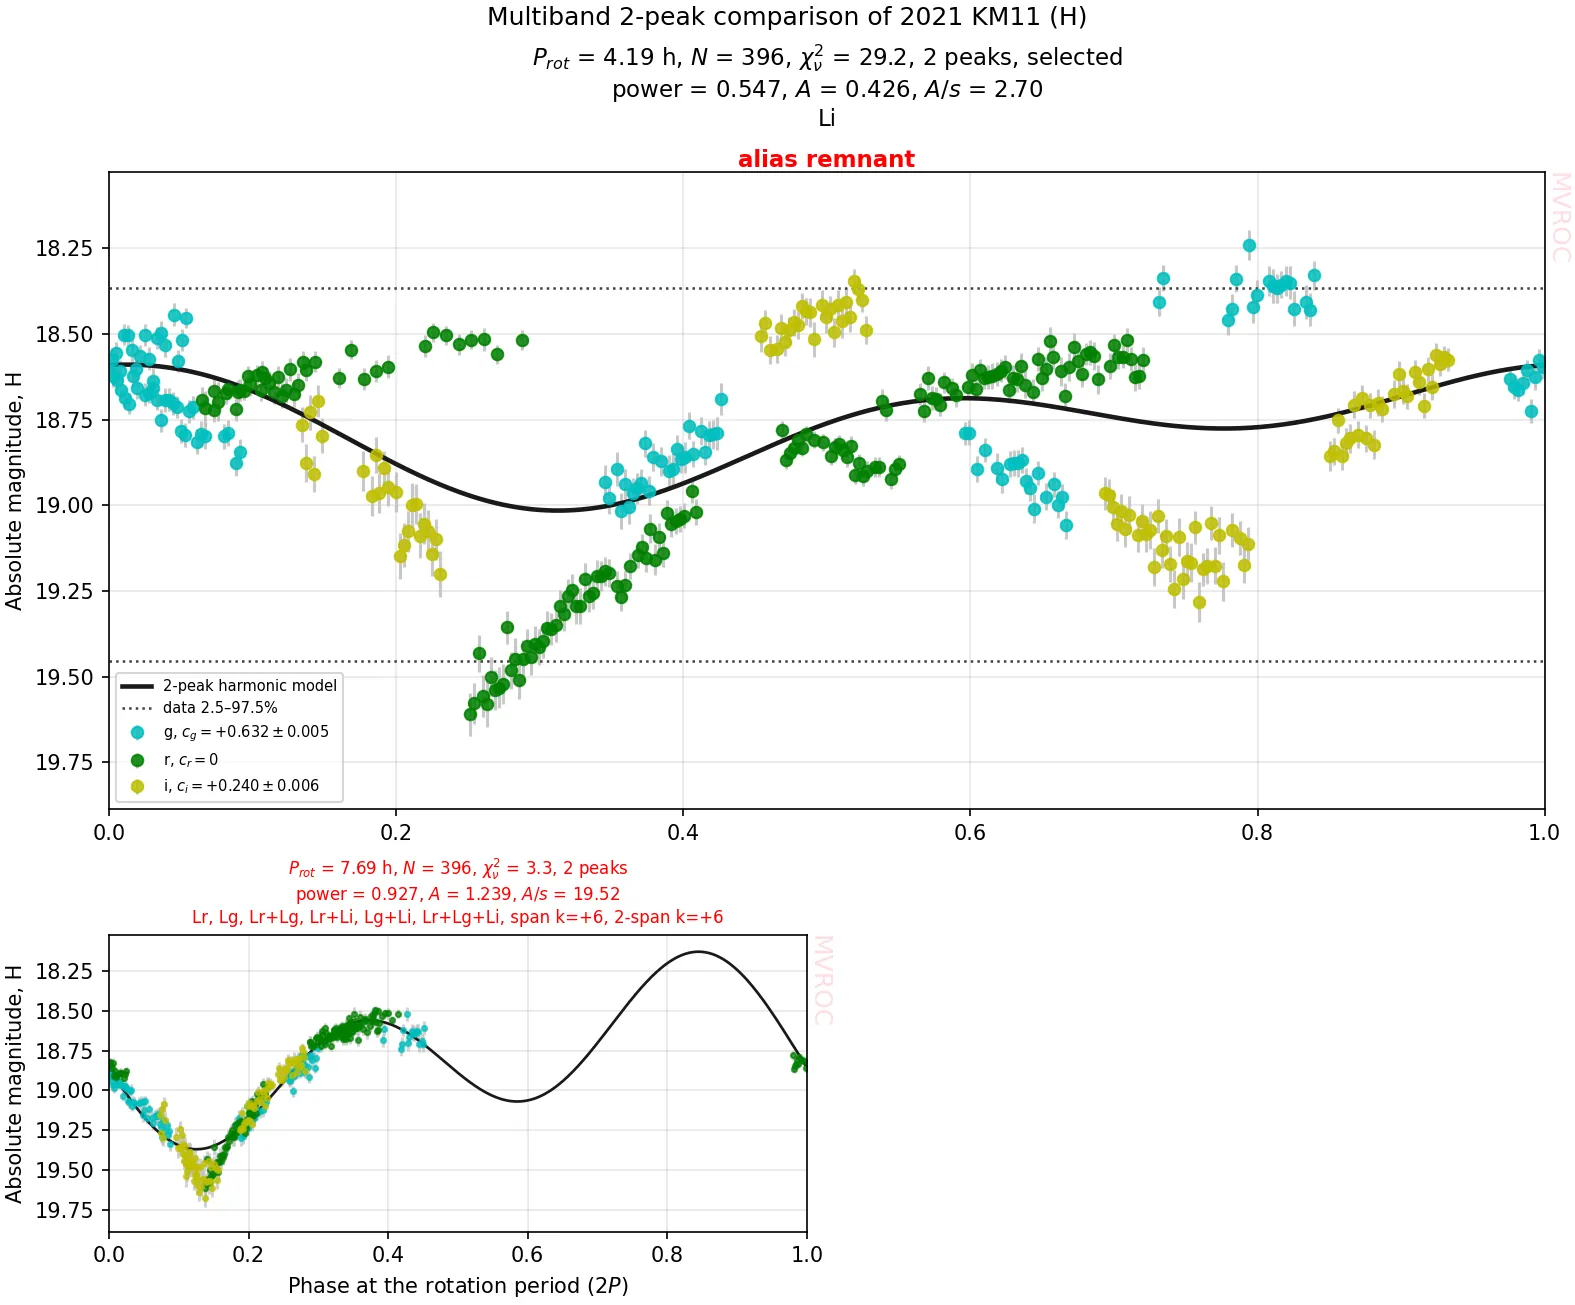 Multiband 2-peak comparison of 2021 KM11 (H)
P_rot = 4.19 h, N = 396, χ²_ν = 29.2, 2 peaks, selected
power = 0.547, A = 0.426, A/s = 2.70
Li
alias remnant
MVROC
Absolute magnitude, H
18.25
18.50
18.75
19.00
19.25
19.50
19.75
2-peak harmonic model
data 2.5–97.5%
g, c_g = +0.632 ± 0.005
r, c_r = 0
i, c_i = +0.240 ± 0.006
0.0 0.2 0.4 0.6 0.8 1.0
P_rot = 7.69 h, N = 396, χ²_ν = 3.3, 2 peaks
power = 0.927, A = 1.239, A/s = 19.52
Lr, Lg, Lr+Lg, Lr+Li, Lg+Li, Lr+Lg+Li, span k=+6, 2-span k=+6
MVROC
Absolute magnitude, H
18.25
18.50
18.75
19.00
19.25
19.50
19.75
0.0 0.2 0.4 0.6 0.8 1.0
Phase at the rotation period (2P)